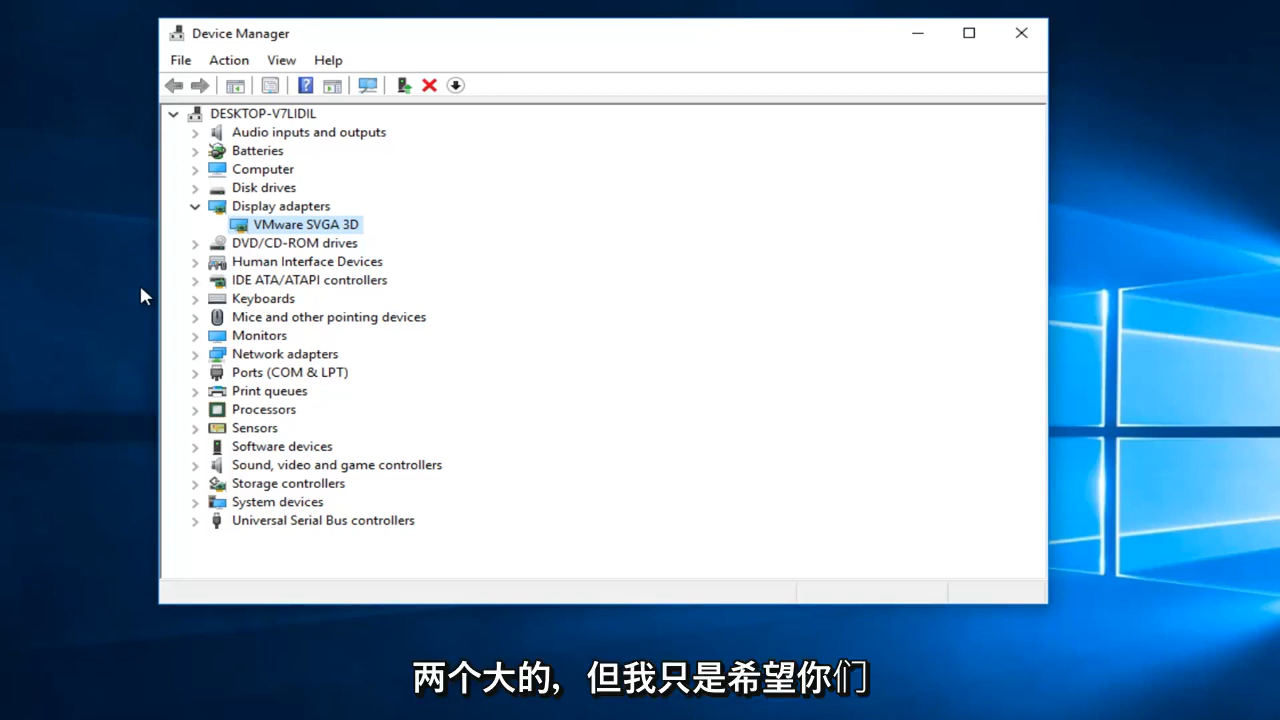 Device Manager
File Action View Help
DESKTOP-V7LIDIL
Audio inputs and outputs
Batteries
Computer
Disk drives
Display adapters
VMware SVGA 3D
DVD/CD-ROM drives
Human Interface Devices
IDE ATA/ATAPI controllers
Keyboards
Mice and other pointing devices
Monitors
Network adapters
Ports (COM & LPT)
Print queues
Processors
Sensors
Software devices
Sound, video and game controllers
Storage controllers
System devices
Universal Serial Bus controllers
两个大的，但我只是希望你们